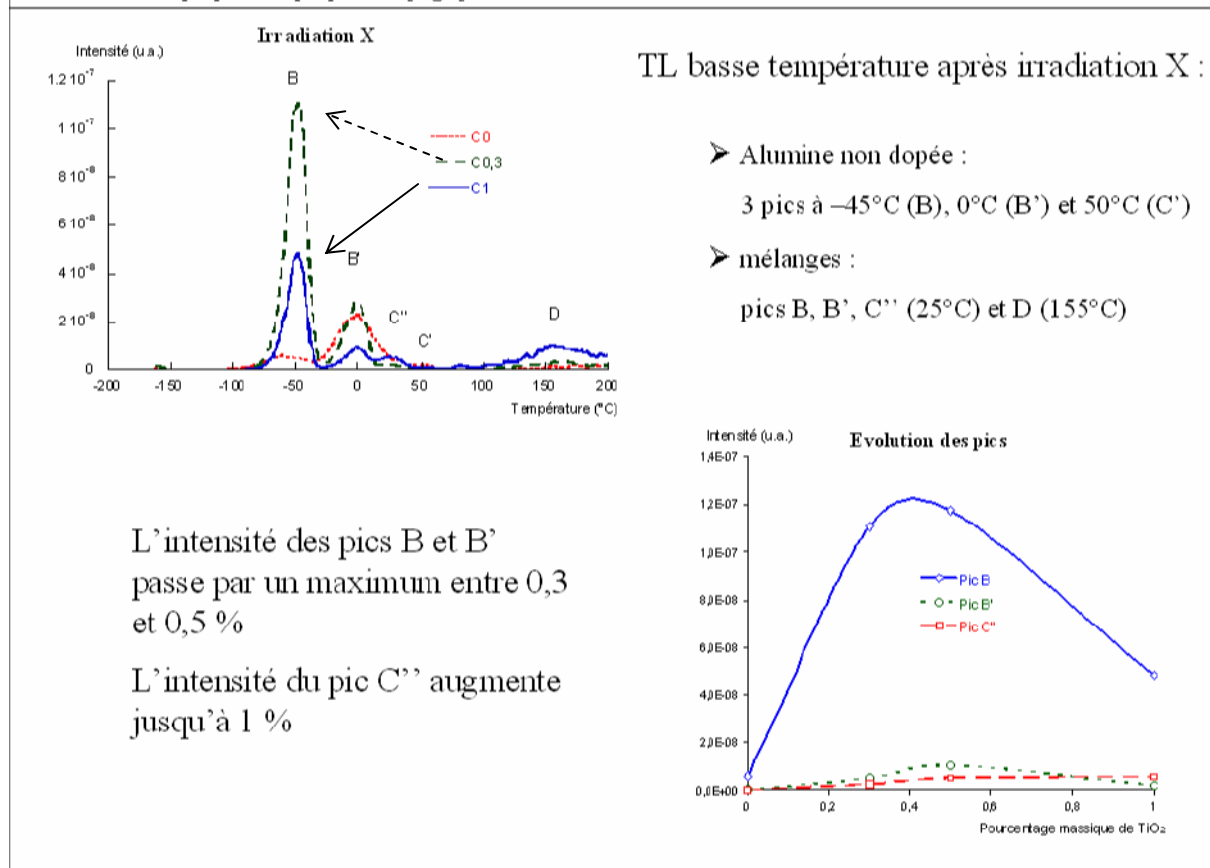 Irradiation X
Intensité (u.a.)
1.2 10-7
1 10-7
8 10-8
6 10-8
4 10-8
2 10-8
0
-200 -150 -100 -50 0 50 100 150 200
Température (°C)
B
B'
C''
C'
D
C0
C0,3
C1
TL basse température après irradiation X :
➤ Alumine non dopée :
3 pics à –45°C (B), 0°C (B') et 50°C (C')
➤ mélanges :
pics B, B', C'' (25°C) et D (155°C)
L'intensité des pics B et B'
passe par un maximum entre 0,3
et 0,5 %
L'intensité du pic C'' augmente
jusqu'à 1 %
Intensité (u.a.)
Evolution des pics
1,4E-07
1,2E-07
1,0E-07
8,0E-08
6,0E-08
4,0E-08
2,0E-08
0,0E+00
0 0,2 0,4 0,6 0,8 1
Pourcentage massique de TiO2
Pic B
Pic B'
Pic C"